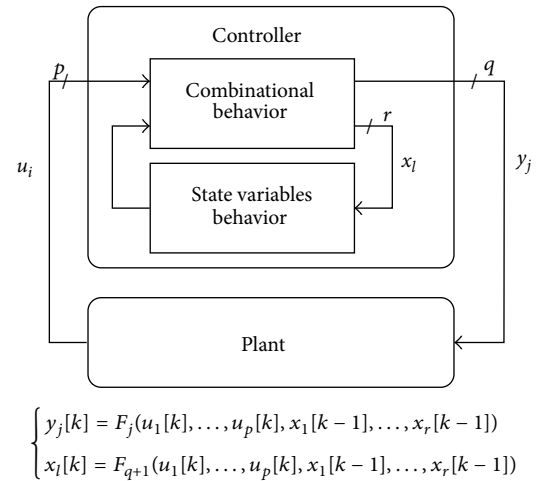 Controller
p
q
Combinational
behavior
r
u_i
x_l
y_j
State variables
behavior
Plant
y_j[k] = F_j(u_1[k], . . . , u_p[k], x_1[k − 1], . . . , x_r[k − 1])
x_l[k] = F_{q+1}(u_1[k], . . . , u_p[k], x_1[k − 1], . . . , x_r[k − 1])